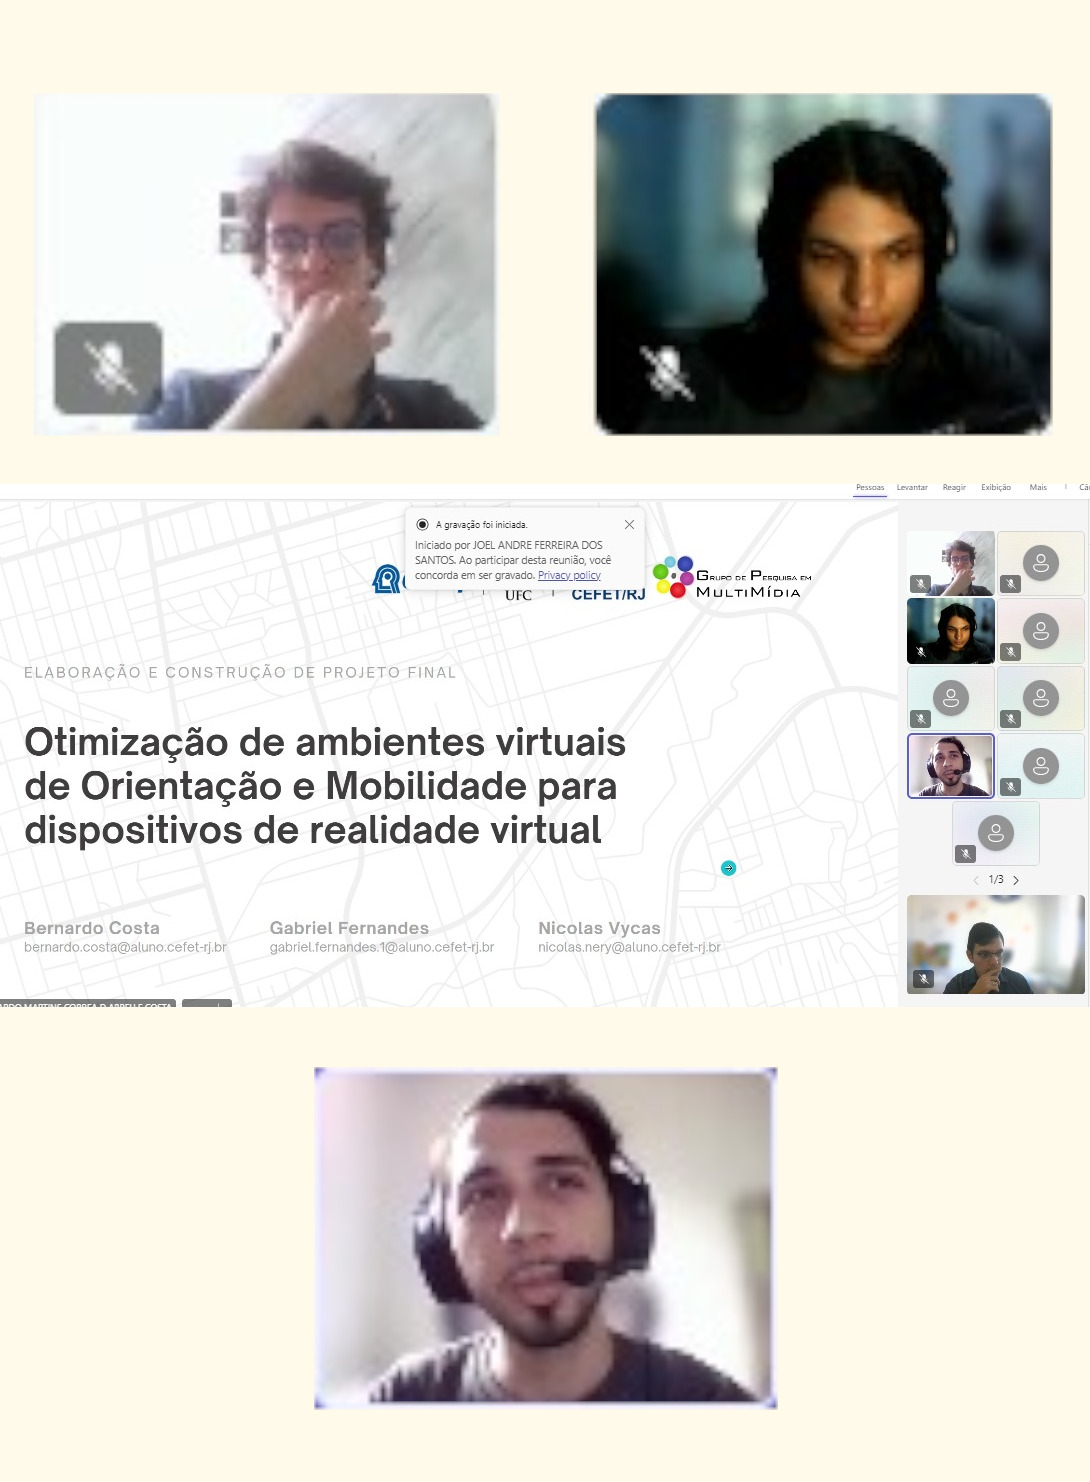 Pessoas Levantar Reagir Exibição Mais
A gravação foi iniciada.
Iniciado por JOEL ANDRE FERREIRA DOS
SANTOS. Ao participar desta reunião, você
concorda em ser gravado. Privacy policy
UFC
CEFET/RJ
GRUPO DE PESQUISA EM
MULTIMÍDIA
ELABORAÇÃO E CONSTRUÇÃO DE PROJETO FINAL
Otimização de ambientes virtuais
de Orientação e Mobilidade para
dispositivos de realidade virtual
1/3
Bernardo Costa
bernardo.costa@aluno.cefet-rj.br
Gabriel Fernandes
gabriel.fernandes.1@aluno.cefet-rj.br
Nicolas Vycas
nicolas.nery@aluno.cefet-rj.br